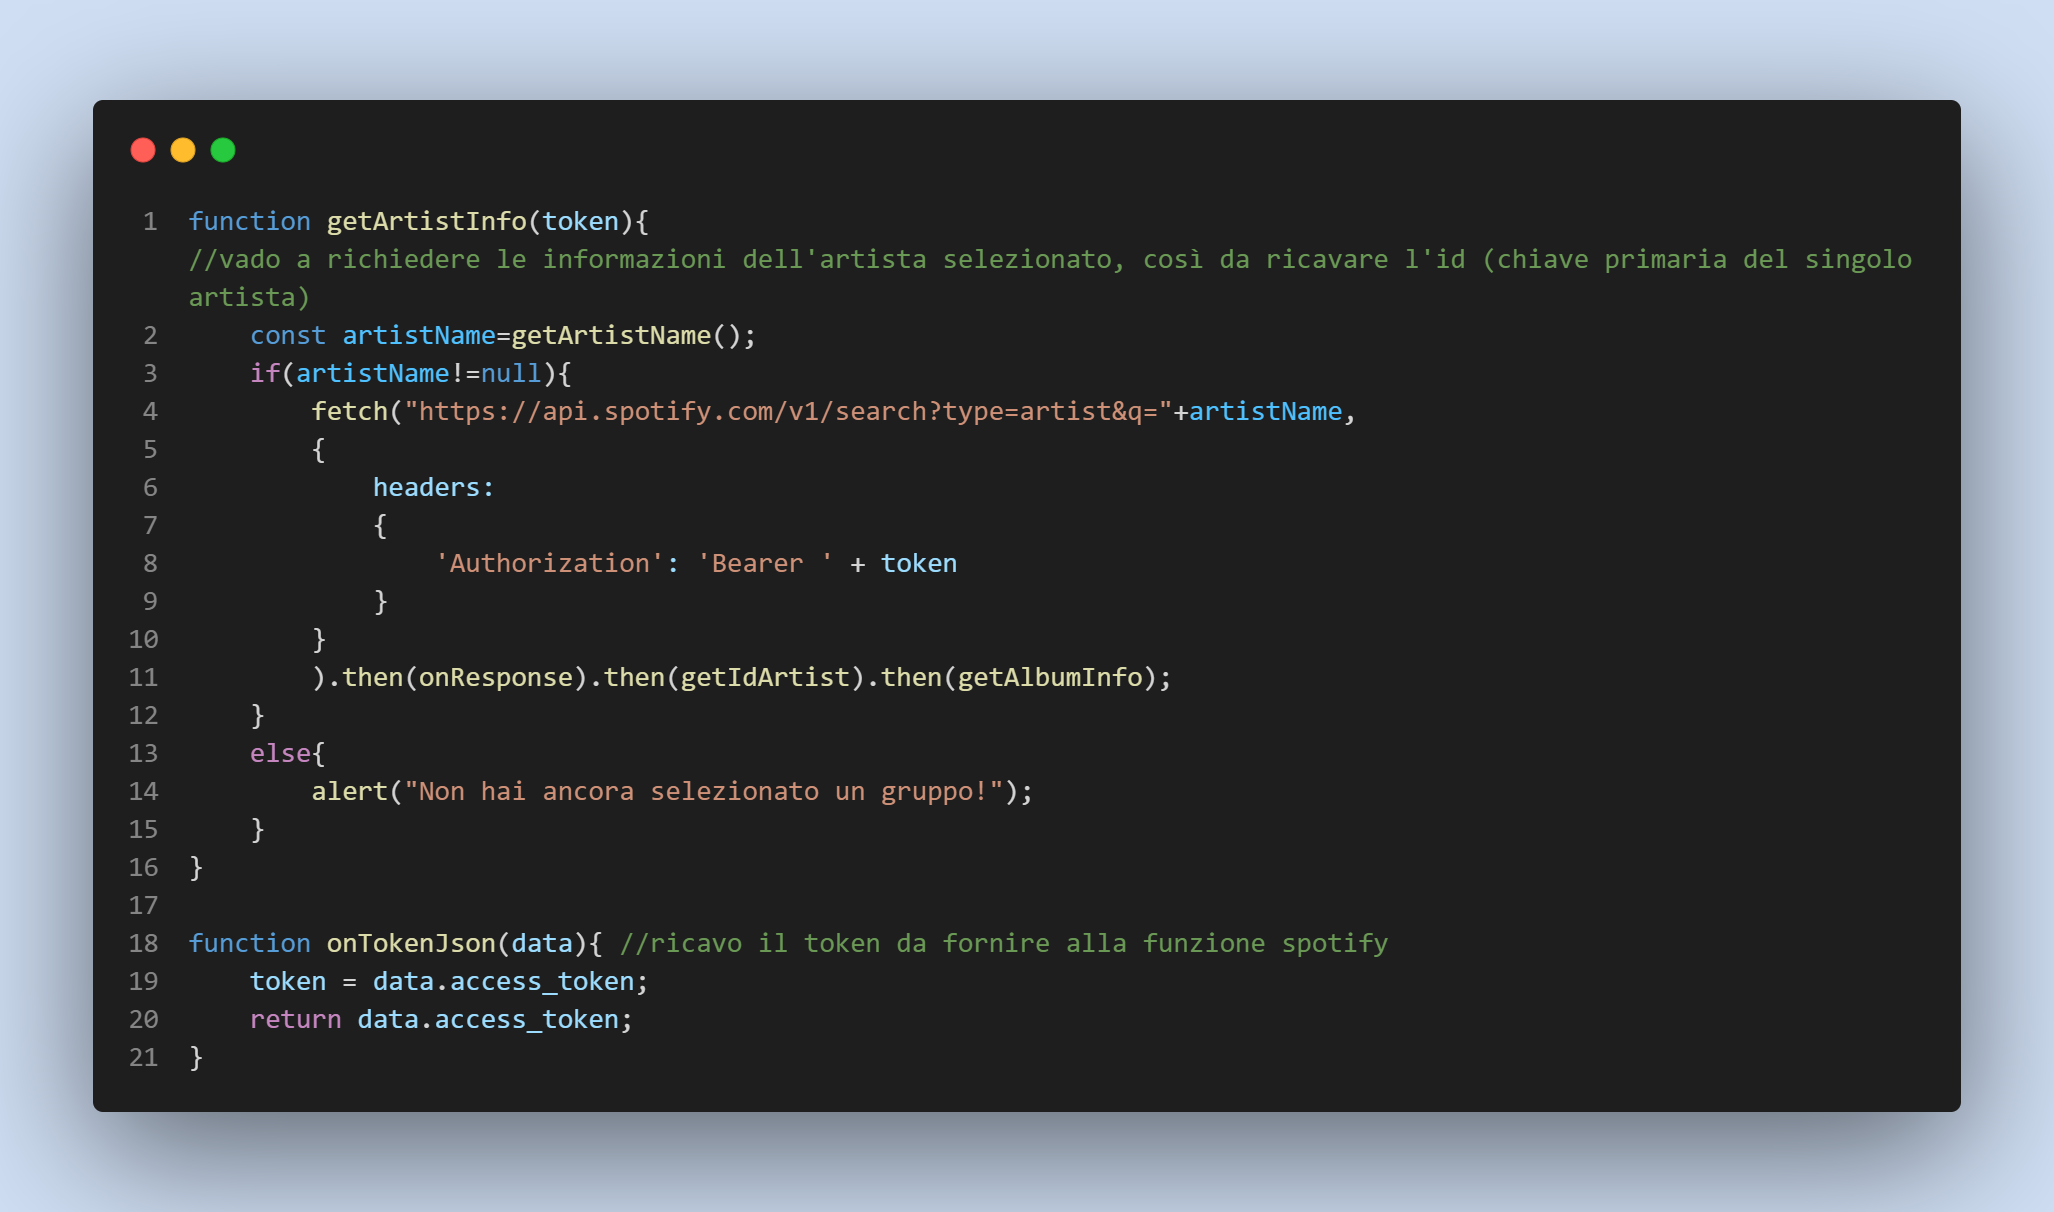 1 function getArtistInfo(token){
//vado a richiedere le informazioni dell'artista selezionato, così da ricavare l'id (chiave primaria del singolo
artista)
2     const artistName=getArtistName();
3     if(artistName!=null){
4         fetch("https://api.spotify.com/v1/search?type=artist&q="+artistName,
5         {
6             headers:
7             {
8                 'Authorization': 'Bearer ' + token
9             }
10         }
11         ).then(onResponse).then(getIdArtist).then(getAlbumInfo);
12     }
13     else{
14         alert("Non hai ancora selezionato un gruppo!");
15     }
16 }
17
18 function onTokenJson(data){ //ricavo il token da fornire alla funzione spotify
19     token = data.access_token;
20     return data.access_token;
21 }